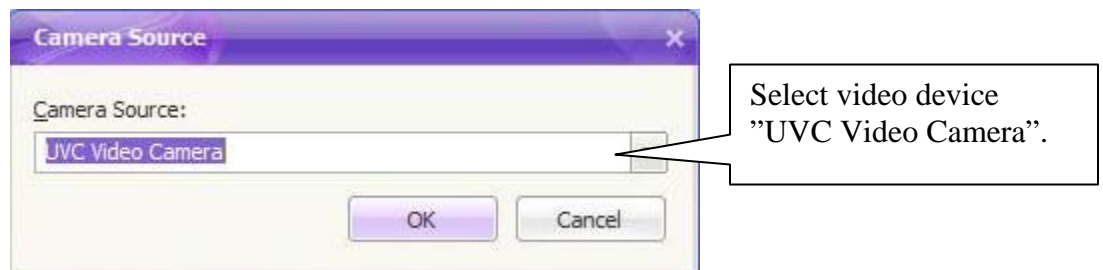 Camera Source
Camera Source:
UVC Video Camera
OK
Cancel
Select video device
”UVC Video Camera”.